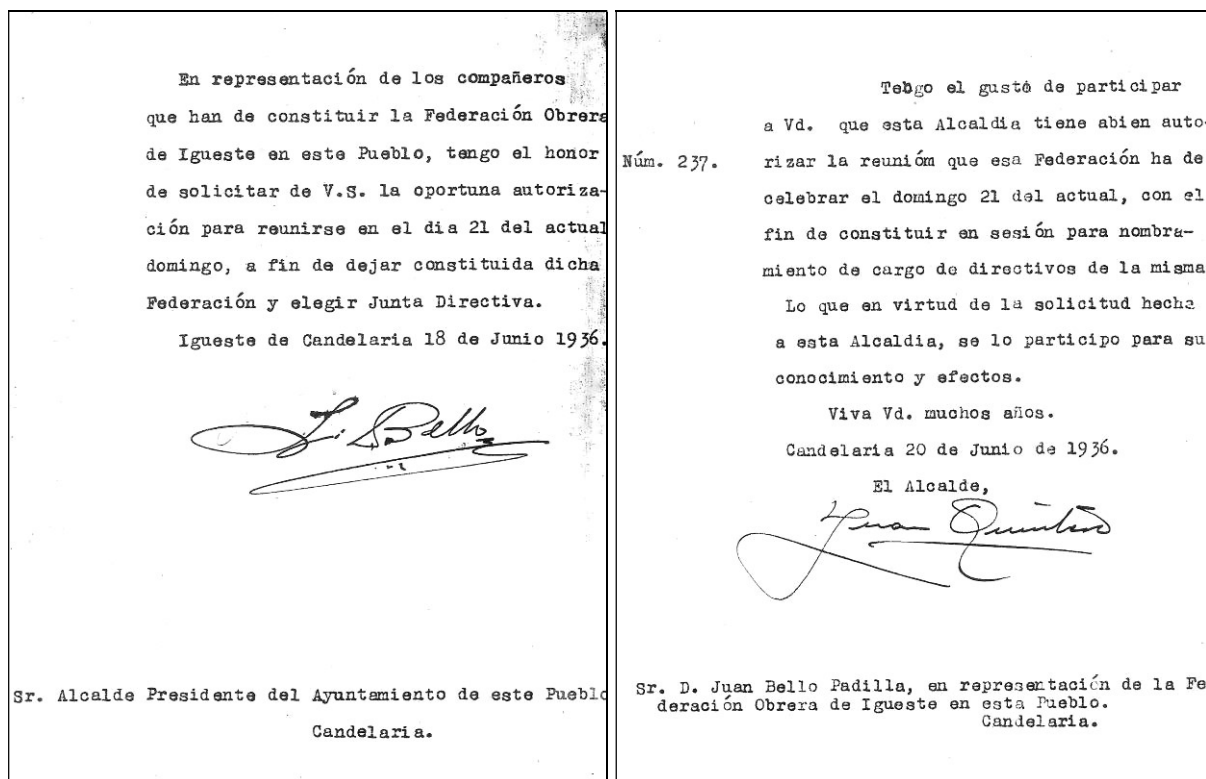 En representación de los compañeros
que han de constituir la Federación Obrera
de Igueste en este Pueblo, tengo el honor
de solicitar de V.S. la oportuna autoriza-
ción para reunirse en el dia 21 del actual
domingo, a fin de dejar constituida dicha
Federación y elegir Junta Directiva.
Igueste de Candelaria 18 de Junio 1936.
Bello
Sr. Alcalde Presidente del Ayuntamiento de este Pueblo
Candelaria.
Tebgo el gusto de participar
a Vd. que esta Alcaldia tiene abien auto-
Núm. 237. rizar la reunióm que esa Federación ha de
celebrar el domingo 21 del actual, con el
fin de constituir en sesión para nombra-
miento de cargo de directivos de la misma
Lo que en virtud de la solicitud hecha
a esta Alcaldia, se lo participo para su
conocimiento y efectos.
Viva Vd. muchos años.
Candelaria 20 de Junio de 1936.
El Alcalde,
Juan
Sr. D. Juan Bello Padilla, en representación de la Fe
deración Obrera de Igueste en esta Pueblo.
Candelaria.